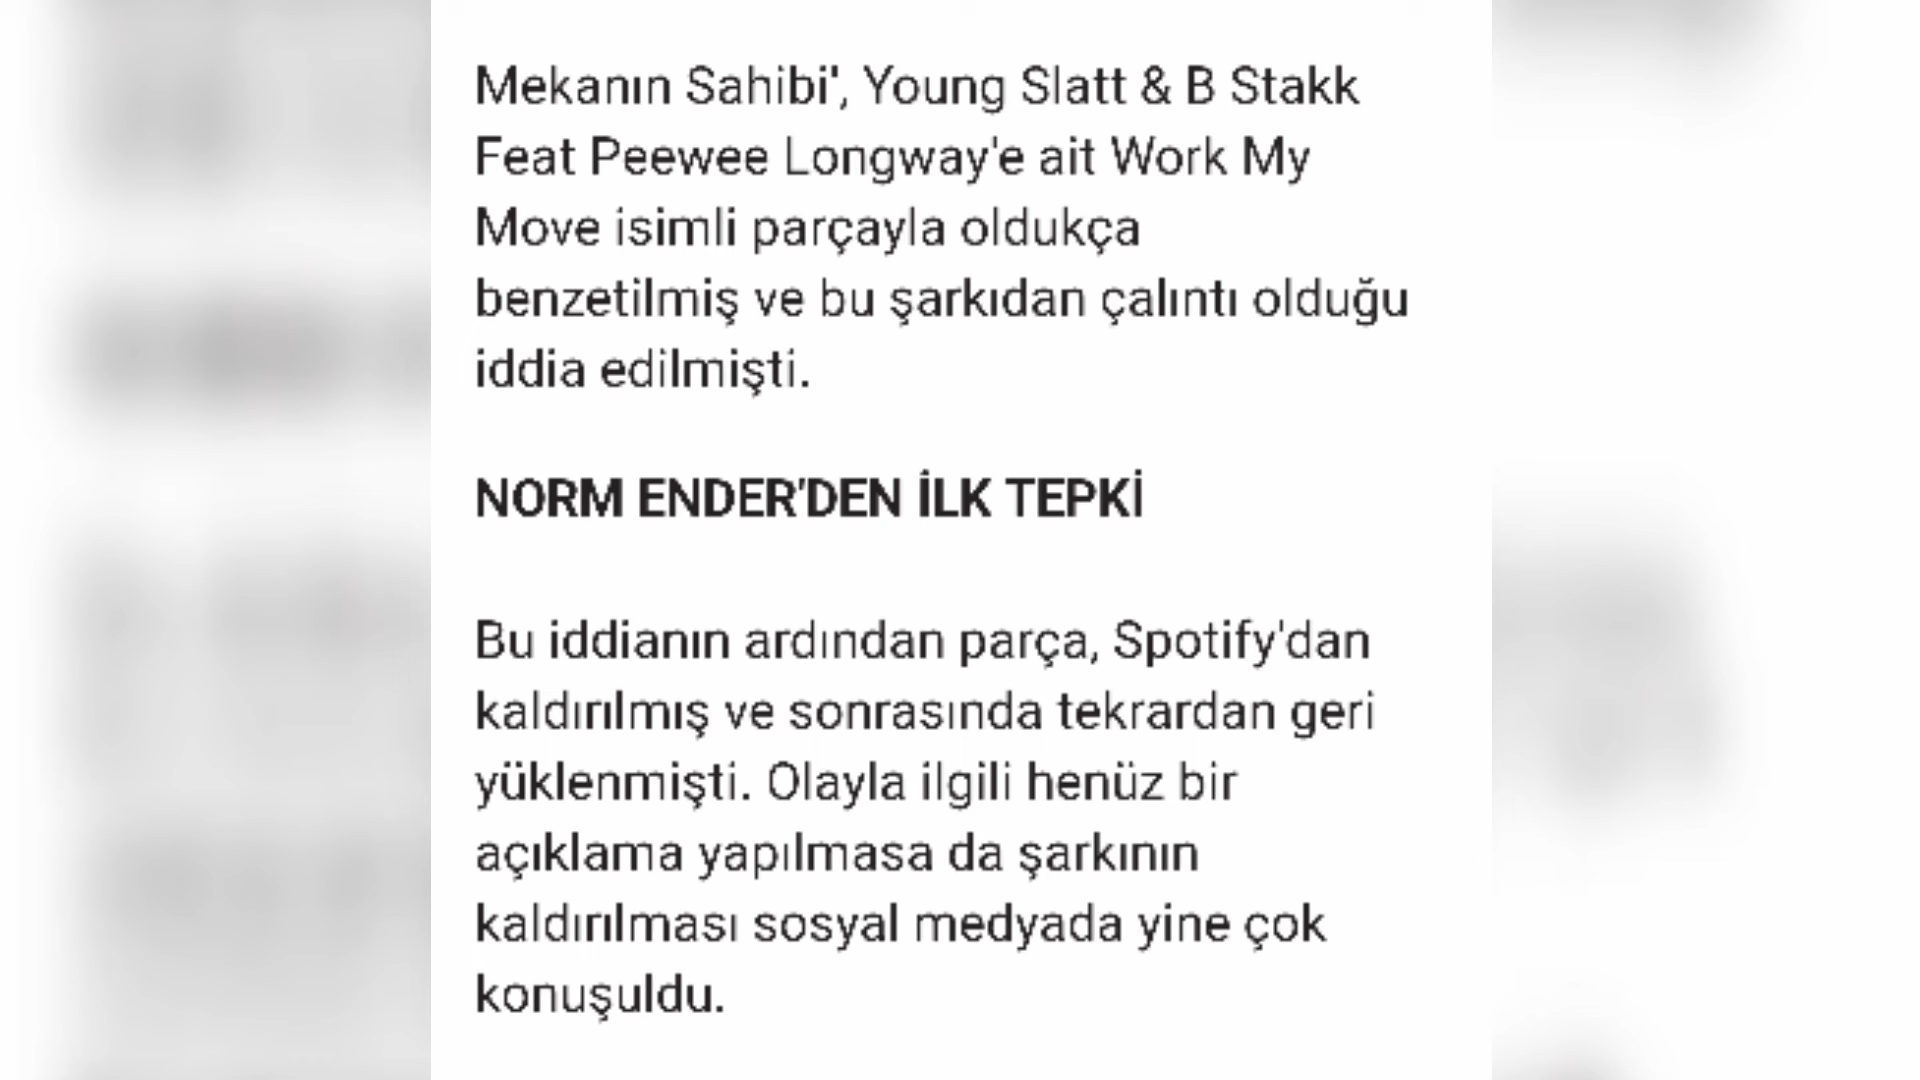 Mekanın Sahibi', Young Slatt & B Stakk
Feat Peewee Longway'e ait Work My
Move isimli parçayla oldukça
benzetilmiş ve bu şarkıdan çalıntı olduğu
iddia edilmişti.
NORM ENDER'DEN İLK TEPKİ
Bu iddianın ardından parça, Spotify'dan
kaldırılmış ve sonrasında tekrardan geri
yüklenmişti. Olayla ilgili henüz bir
açıklama yapılmasa da şarkının
kaldırılması sosyal medyada yine çok
konuşuldu.